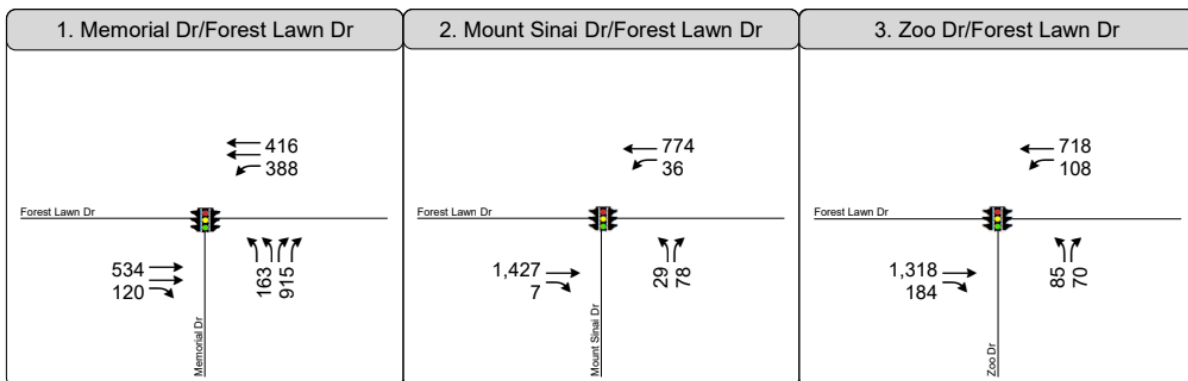 1. Memorial Dr/Forest Lawn Dr
416
388
Forest Lawn Dr
534
120
163
915
Memorial Dr
2. Mount Sinai Dr/Forest Lawn Dr
774
36
Forest Lawn Dr
1,427
7
29
78
Mount Sinai Dr
3. Zoo Dr/Forest Lawn Dr
718
108
Forest Lawn Dr
1,318
184
85
70
Zoo Dr